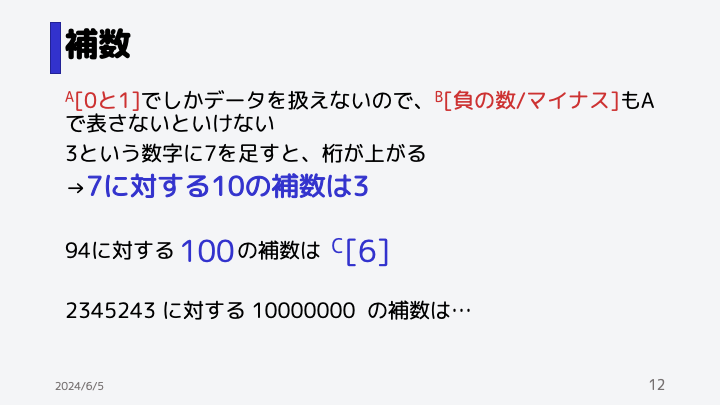 補数
A[0と1]でしかデータを扱えないので、B[負の数/マイナス]もA
で表さないといけない
3という数字に7を足すと、桁が上がる
→7に対する10の補数は3
94に対する 100 の補数は C[6]
2345243 に対する 10000000 の補数は…
2024/6/5
12